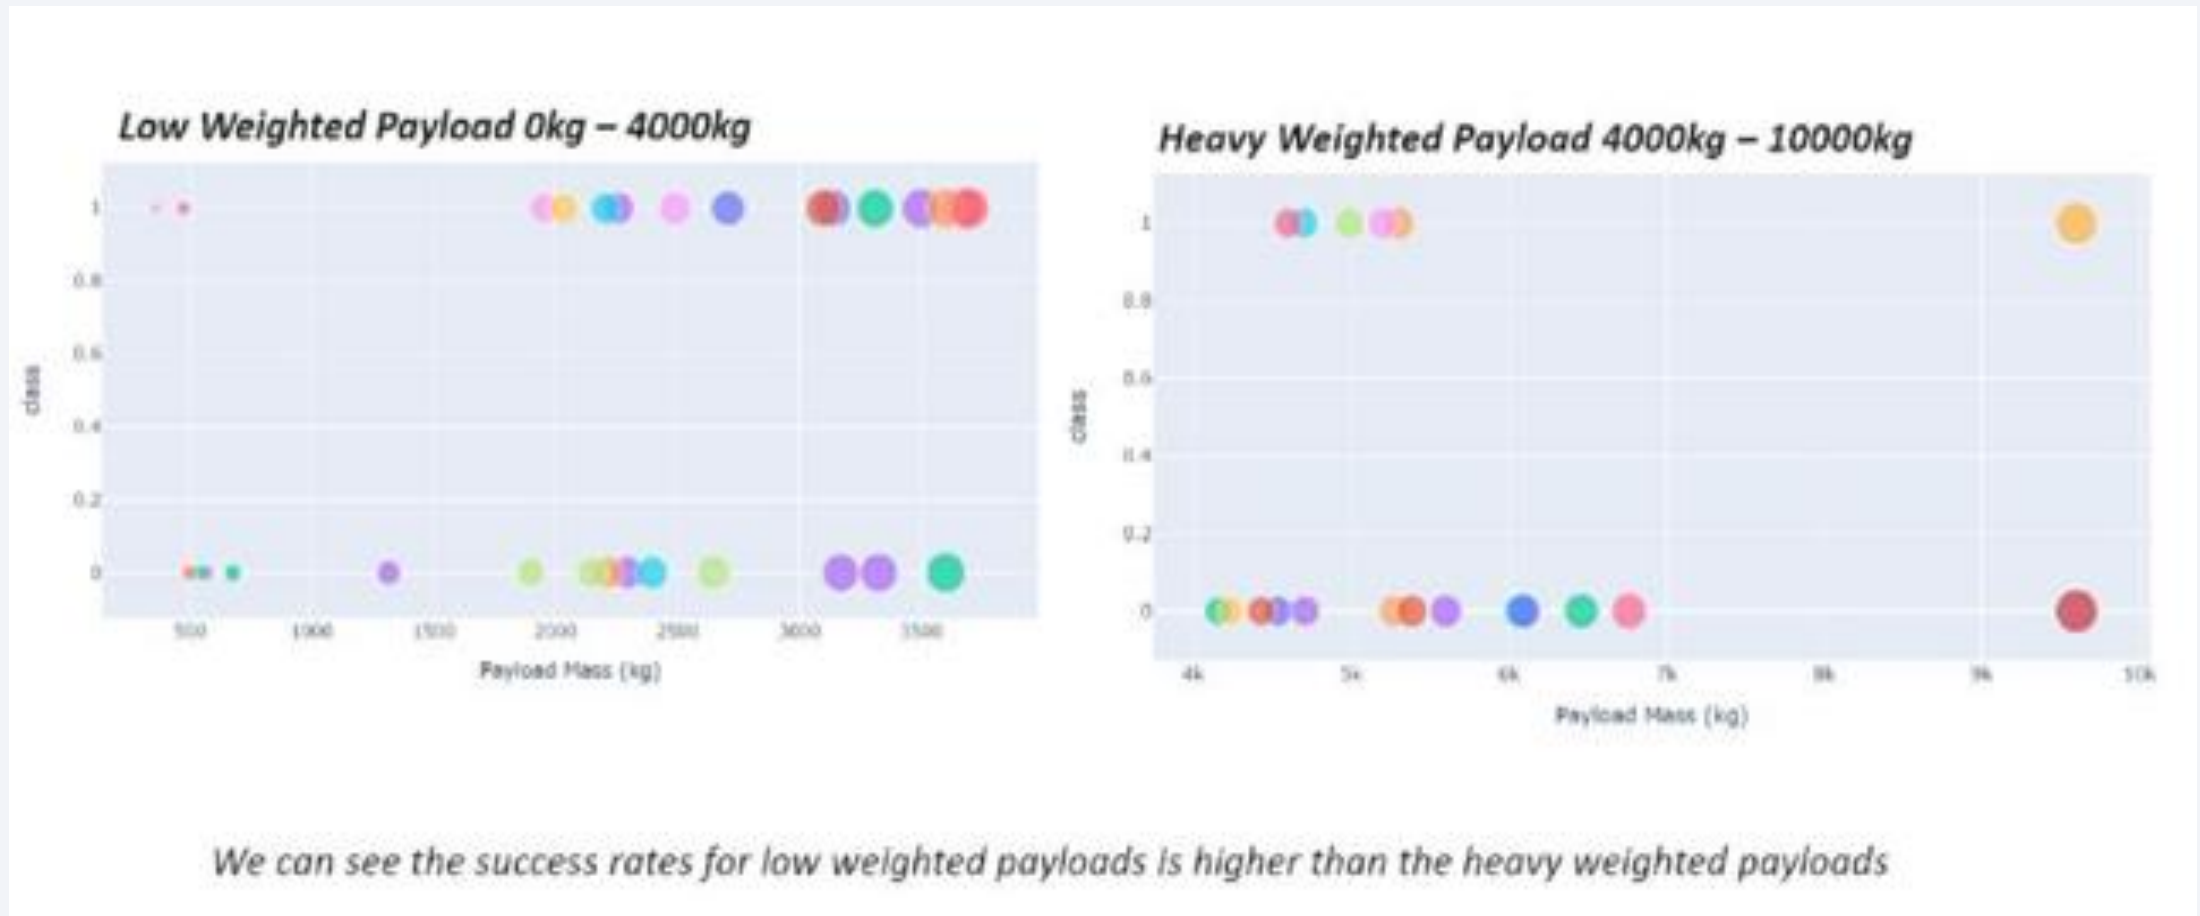 Low Weighted Payload 0kg – 4000kg
Heavy Weighted Payload 4000kg – 10000kg
class
1
0.8
0.6
0.4
0.2
0
500 1000 1500 2000 2500 3000 3500
Payload Mass (kg)
class
1
0.8
0.6
0.4
0.2
0
4k 5k 6k 7k 8k 9k 10k
Payload Mass (kg)
We can see the success rates for low weighted payloads is higher than the heavy weighted payloads